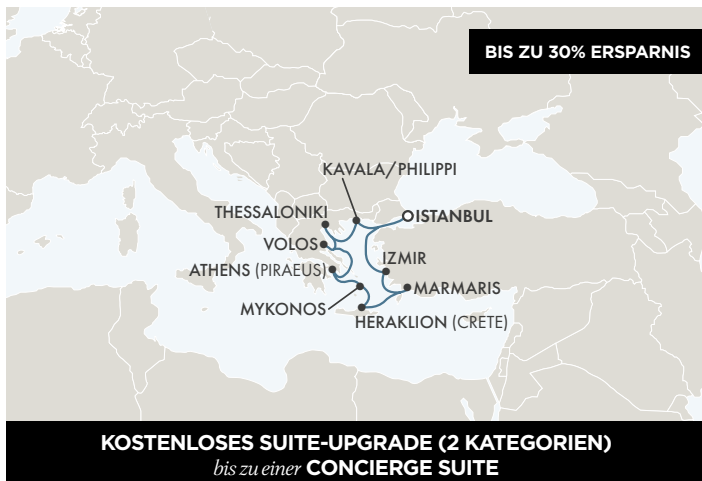 BIS ZU 30% ERSPARNIS
KAVALA/PHILIPPI
THESSALONIKI
ISTANBUL
VOLOS
IZMIR
ATHENS (PIRAEUS)
MARMARIS
MYKONOS
HERAKLION (CRETE)
KOSTENLOSES SUITE-UPGRADE (2 KATEGORIEN)
bis zu einer CONCIERGE SUITE